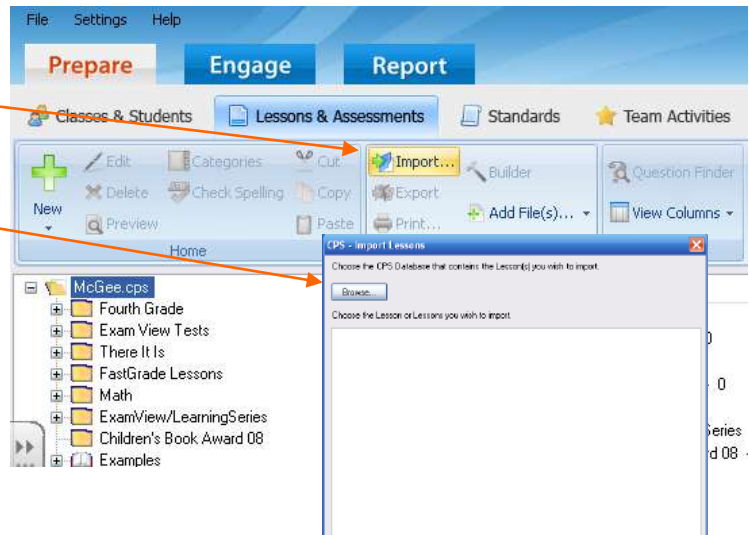 File Settings Help
Prepare Engage Report
Classes & Students Lessons & Assessments Standards Team Activities
Edit Categories Cut Import... Builder Question Finder
New Delete Check Spelling Copy Export Add File(s)... View Columns
Preview Paste Print...
Home
CPS - Import Lessons
Choose the CPS Database that contains the Lesson(s) you wish to import.
Browse...
Choose the Lesson or Lessons you wish to import
McGee.cps
Fourth Grade
Exam View Tests
There It Is
FastGrade Lessons
Math
ExamView/LearningSeries
Children's Book Award 08
Examples
0
Series
d 08 -